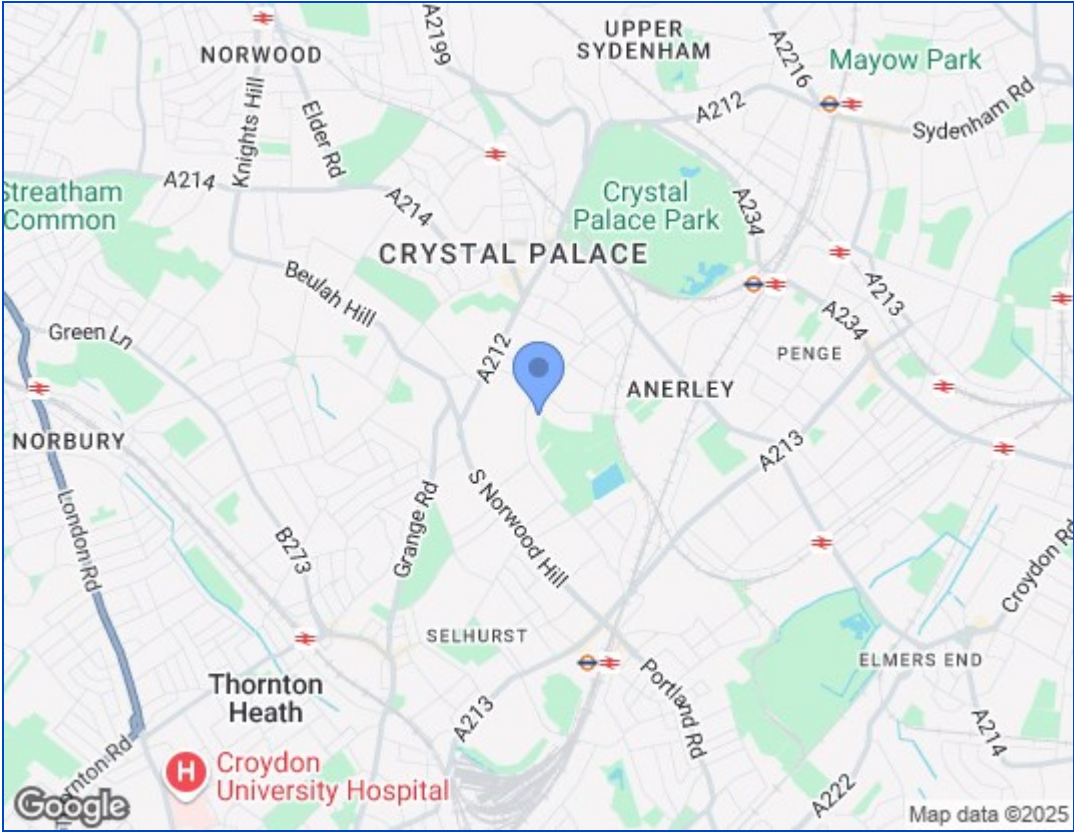 A2199
UPPER
SYDENHAM
A2216
NORWOOD
Mayow Park
Knights Hill
Elder Rd
A212
Sydenham Rd
Streatham
Common
A214
A214
Crystal
Palace Park
A234
CRYSTAL PALACE
Beulah Hill
A213
A234
Green Ln
A212
PENGE
ANERLEY
NORBURY
A213
London Rd
S Norwood Hill
Grange Rd
B273
Croydon Rd
SELHURST
ELMERS END
Thornton
Heath
Portland Rd
A213
A214
Thornton Rd
H
Croydon
University Hospital
A222
Google
Map data ©2025